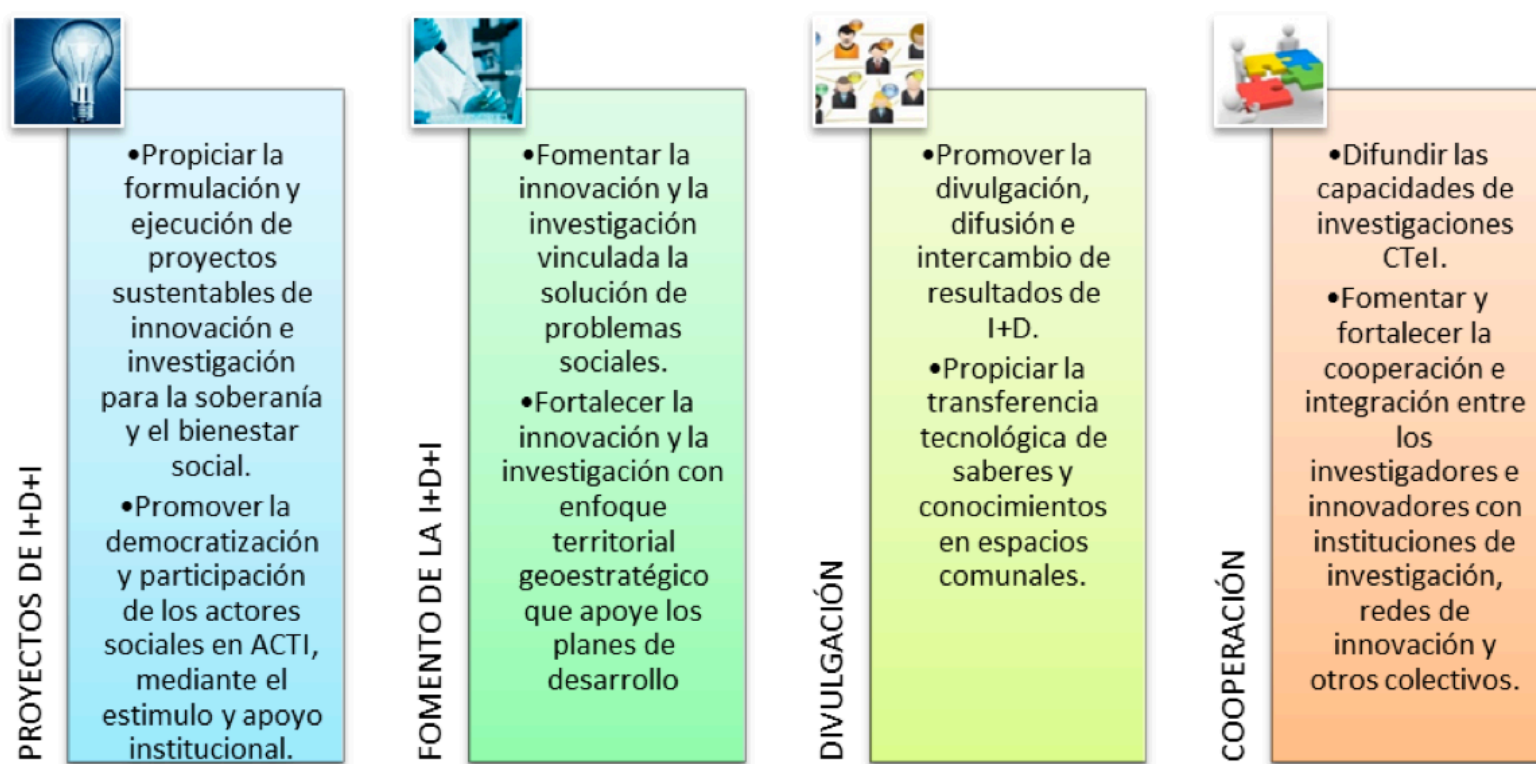 PROYECTOS DE I+D+I
•Propiciar la
formulación y
ejecución de
proyectos
sustentables de
innovación e
investigación
para la soberanía
y el bienestar
social.
•Promover la
democratización
y participación
de los actores
sociales en ACTI,
mediante el
estimulo y apoyo
institucional.
FOMENTO DE LA I+D+I
•Fomentar la
innovación y la
investigación
vinculada la
solución de
problemas
sociales.
•Fortalecer la
innovación y la
investigación con
enfoque
territorial
geoestratégico
que apoye los
planes de
desarrollo
DIVULGACIÓN
•Promover la
divulgación,
difusión e
intercambio de
resultados de
I+D.
•Propiciar la
transferencia
tecnológica de
saberes y
conocimientos
en espacios
comunales.
COOPERACIÓN
•Difundir las
capacidades de
investigaciones
CTeI.
•Fomentar y
fortalecer la
cooperación e
integración entre
los
investigadores e
innovadores con
instituciones de
investigación,
redes de
innovación y
otros colectivos.